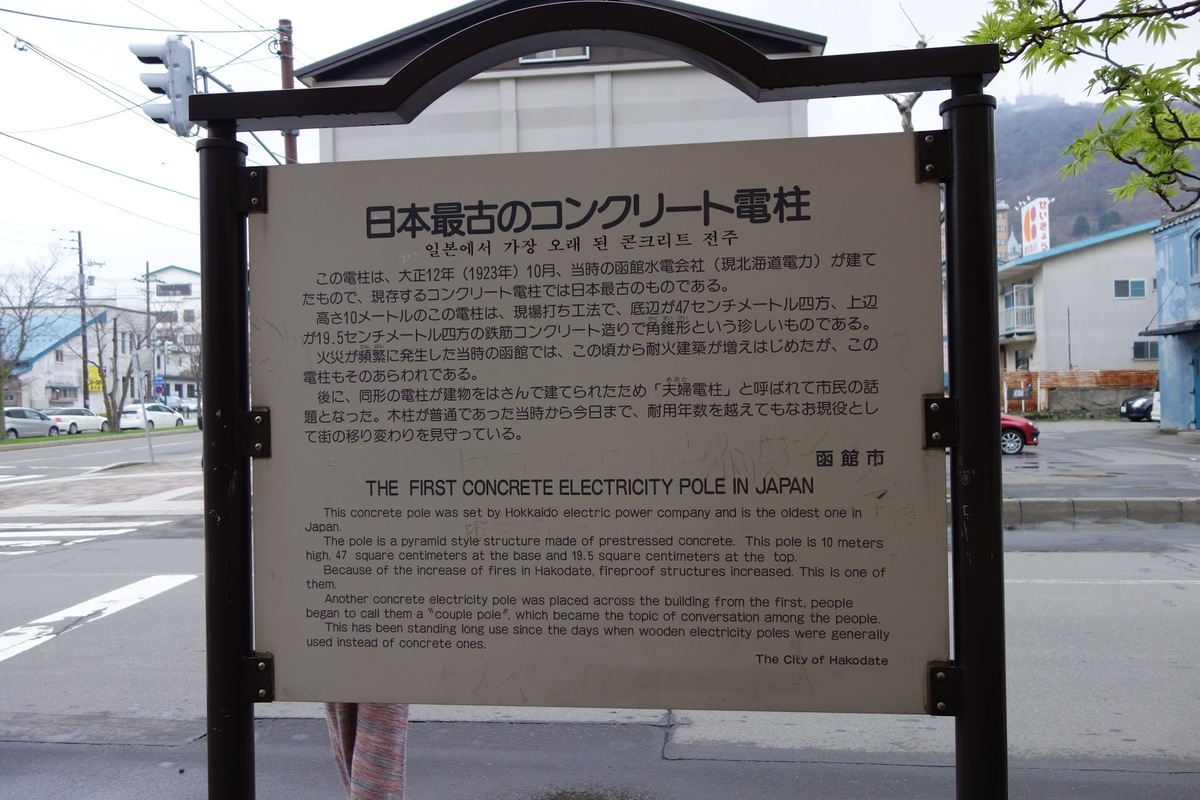 日本最古のコンクリート電柱
일본에서 가장 오래 된 콘크리트 전주
この電柱は、大正12年（1923年）10月、当時の函館水電会社（現北海道電力）が建て
たもので、現存するコンクリート電柱では日本最古のものである。
高さ10メートルのこの電柱は、現場打ち工法で、底辺が47センチメートル四方、上辺
が19.5センチメートル四方の鉄筋コンクリート造りで角錐形という珍しいものである。
火災が頻繁に発生した当時の函館では、この頃から耐火建築が増えはじめたが、この
電柱もそのあらわれである。
後に、同形の電柱が建物をはさんで建てられたため「夫婦電柱」と呼ばれて市民の話
題となった。木柱が普通であった当時から今日まで、耐用年数を越えてもなお現役とし
て街の移り変わりを見守っている。
函館市
THE FIRST CONCRETE ELECTRICITY POLE IN JAPAN
This concrete pole was set by Hokkaido electric power company and is the oldest one in
Japan.
The pole is a pyramid style structure made of prestressed concrete. This pole is 10 meters
high, 47 square centimeters at the base and 19.5 square centimeters at the top.
Because of the increase of fires in Hakodate, fireproof structures increased. This is one of
them.
Another concrete electricity pole was placed across the building from the first, people
began to call them a "couple pole", which became the topic of conversation among the people.
This has been standing long use since the days when wooden electricity poles were generally
used instead of concrete ones.
The City of Hakodate
せいきょう